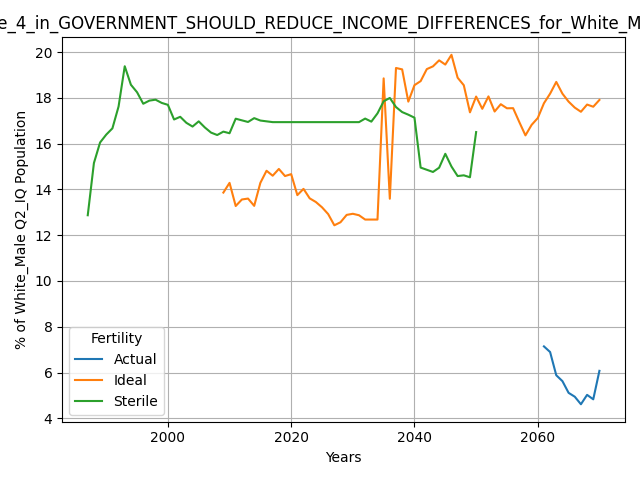 e_4_in_GOVERNMENT_SHOULD_REDUCE_INCOME_DIFFERENCES_for_White_M
20
18
16
14
12
10
8
6
4
% of White_Male Q2_IQ Population
Fertility
Actual
Ideal
Sterile
2000
2020
2040
2060
Years